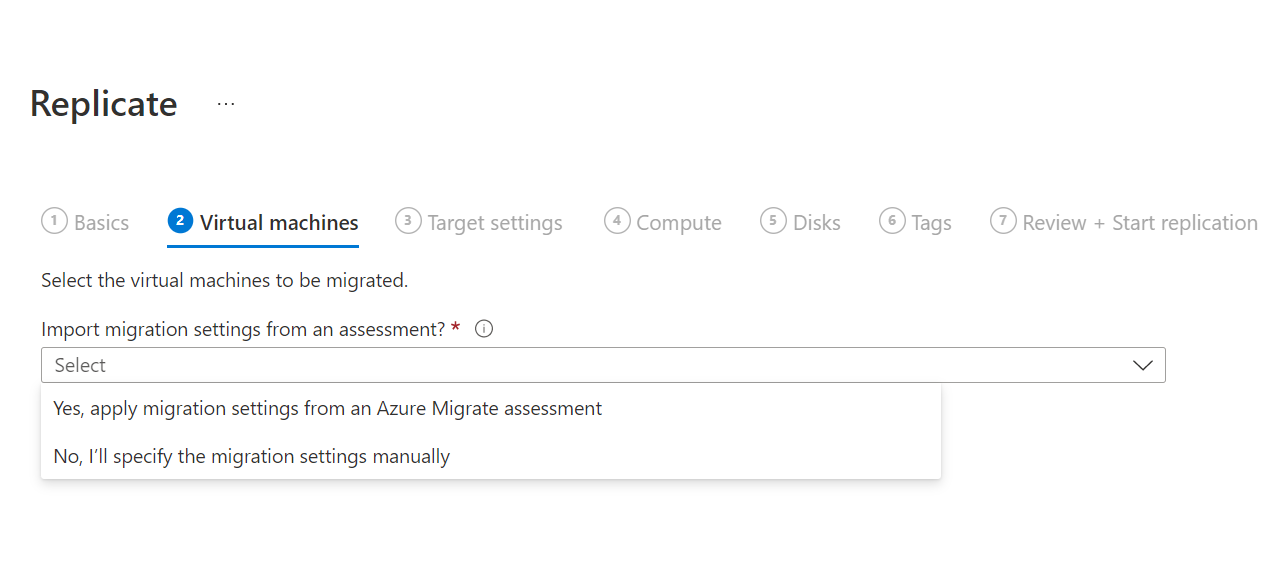 Replicate ...
1 Basics 2 Virtual machines 3 Target settings 4 Compute 5 Disks 6 Tags 7 Review + Start replication
Select the virtual machines to be migrated.
Import migration settings from an assessment? * i
Select
Yes, apply migration settings from an Azure Migrate assessment
No, I’ll specify the migration settings manually